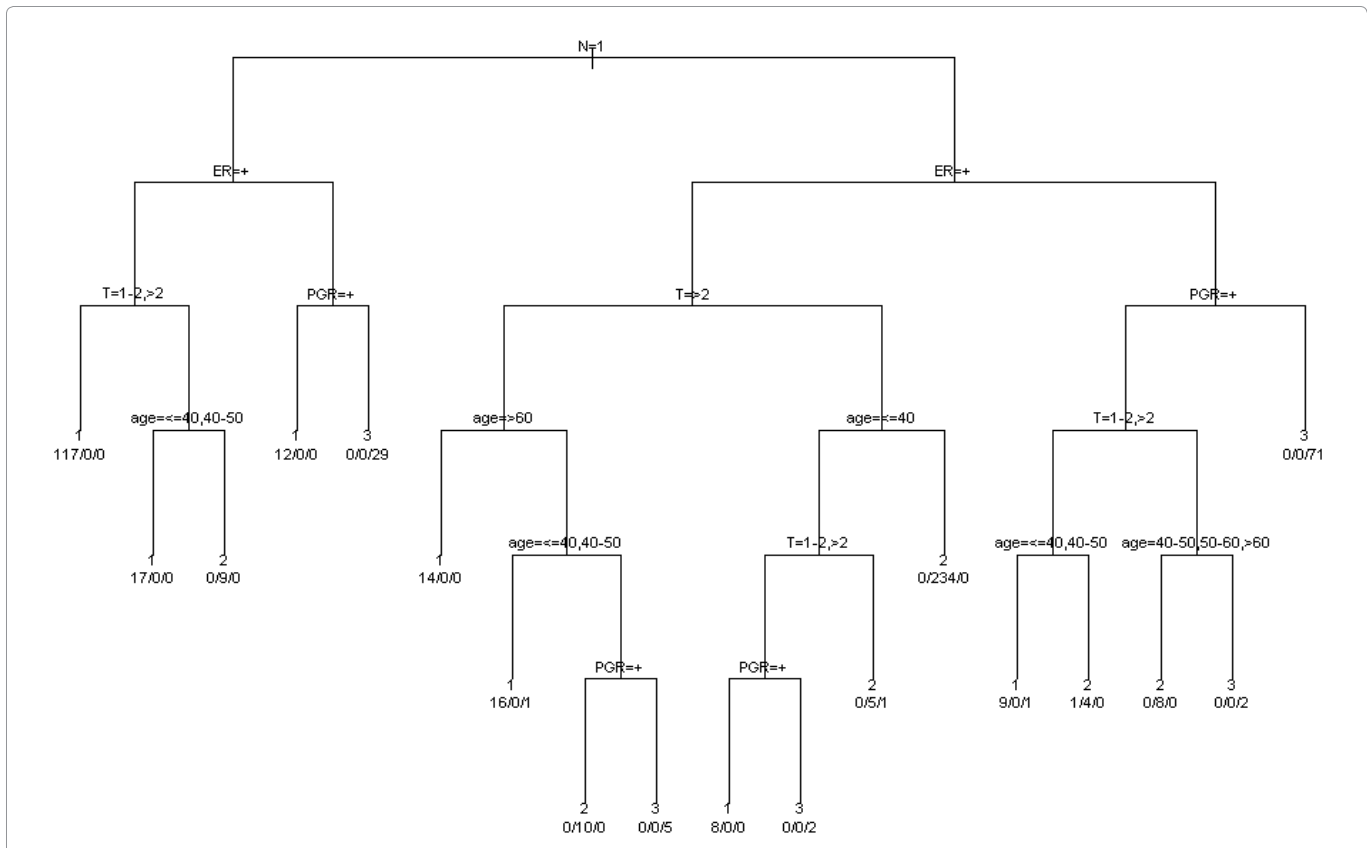 N=1
ER=+
ER=+
T=1-2,>2
PGR=+
T=>2
PGR=+
1
117/0/0
age=<=40,40-50
1
12/0/0
3
0/0/29
age=>60
age=<=40
T=1-2,>2
3
0/0/71
1
17/0/0
2
0/9/0
1
14/0/0
age=<=40,40-50
T=1-2,>2
2
0/234/0
age=<=40,40-50
age=40-50,50-60,>60
1
16/0/1
PGR=+
PGR=+
2
0/5/1
1
9/0/1
2
1/4/0
2
0/8/0
3
0/0/2
2
0/10/0
3
0/0/5
1
8/0/0
3
0/0/2